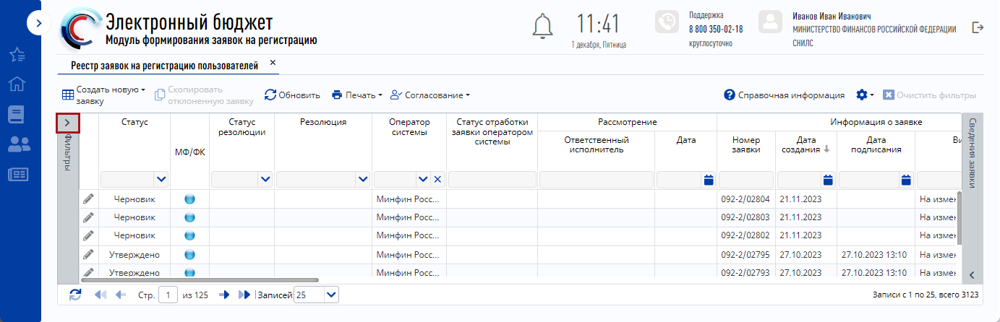 Электронный бюджет
Модуль формирования заявок на регистрацию
11:41
1 декабря, Пятница
Поддержка
8 800 350-02-18
круглосуточно
Иванов Иван Иванович
МИНИСТЕРСТВО ФИНАНСОВ РОССИЙСКОЙ ФЕДЕРАЦИИ
СНИЛС
Реестр заявок на регистрацию пользователей
Создать новую заявку
Скопировать отклоненную заявку
Обновить
Печать
Согласование
Справочная информация
Очистить фильтры
Фильтры
Статус
МФ/ФК
Статус резолюции
Резолюция
Оператор системы
Статус отработки заявки оператором системы
Рассмотрение
Ответственный исполнитель
Дата
Информация о заявке
Номер заявки
Дата создания
Дата подписания
Ви
Сведения заявки
Черновик Минфин Росс... 092-2/02804 21.11.2023 На измен
Черновик Минфин Росс... 092-2/02803 21.11.2023 На измен
Черновик Минфин Росс... 092-2/02802 21.11.2023 На измен
Утверждено Минфин Росс... 092-2/02795 27.10.2023 27.10.2023 13:10 На измен
Утверждено Минфин Росс... 092-2/02793 27.10.2023 27.10.2023 13:10 На измен
Стр. 1 из 125 Записей: 25
Записи с 1 по 25, всего 3123